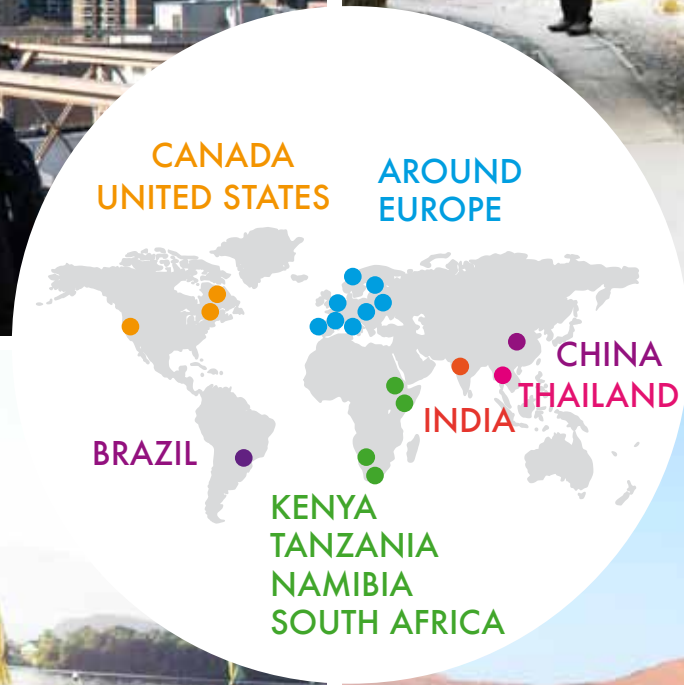 CANADA
UNITED STATES
AROUND
EUROPE
CHINA
THAILAND
INDIA
BRAZIL
KENYA
TANZANIA
NAMIBIA
SOUTH AFRICA